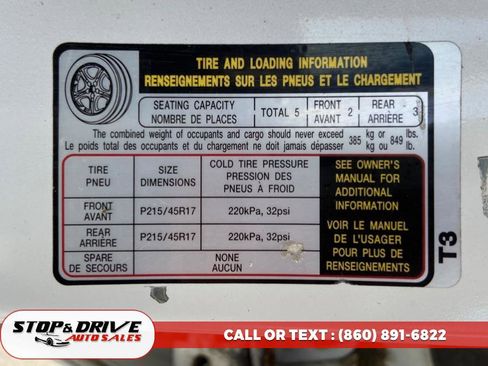 TIRE AND LOADING INFORMATION
RENSEIGNEMENTS SUR LES PNEUS ET LE CHARGEMENT
SEATING CAPACITY
NOMBRE DE PLACES
TOTAL 5
FRONT
AVANT 2
REAR
ARRIÈRE 3
The combined weight of occupants and cargo should never exceed 385 kg or 849 lbs.
Le poids total des occupants et du chargement ne doit jamais dépasser 385 kg ou 849 lb.
TIRE
PNEU
SIZE
DIMENSIONS
COLD TIRE PRESSURE
PRESSION DES
PNEUS À FROID
FRONT
AVANT
P215/45R17
220kPa, 32psi
REAR
ARRIÈRE
P215/45R17
220kPa, 32psi
SPARE
DE SECOURS
NONE
AUCUN
SEE OWNER'S
MANUAL FOR
ADDITIONAL
INFORMATION
VOIR LE MANUEL
DE L'USAGER
POUR PLUS DE
RENSEIGNEMENTS
T3
STOP & DRIVE
AUTO SALES
CALL OR TEXT : (860) 891-6822